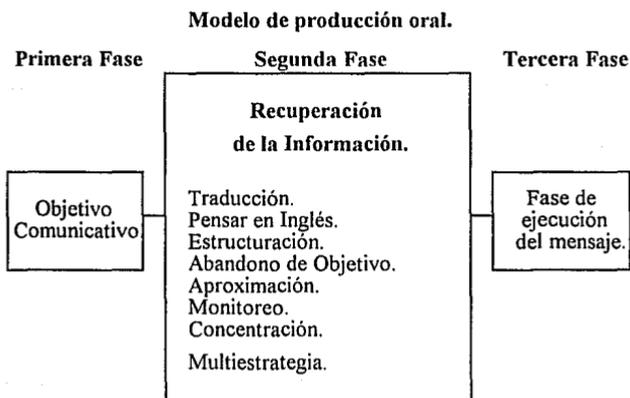 Modelo de producción oral.
Primera Fase
Segunda Fase
Tercera Fase
Objetivo
Comunicativo
Recuperación
de la Información.
Traducción.
Pensar en Inglés.
Estructuración.
Abandono de Objetivo.
Aproximación.
Monitoreo.
Concentración.
Multiestrategia.
Fase de
ejecución
del mensaje.